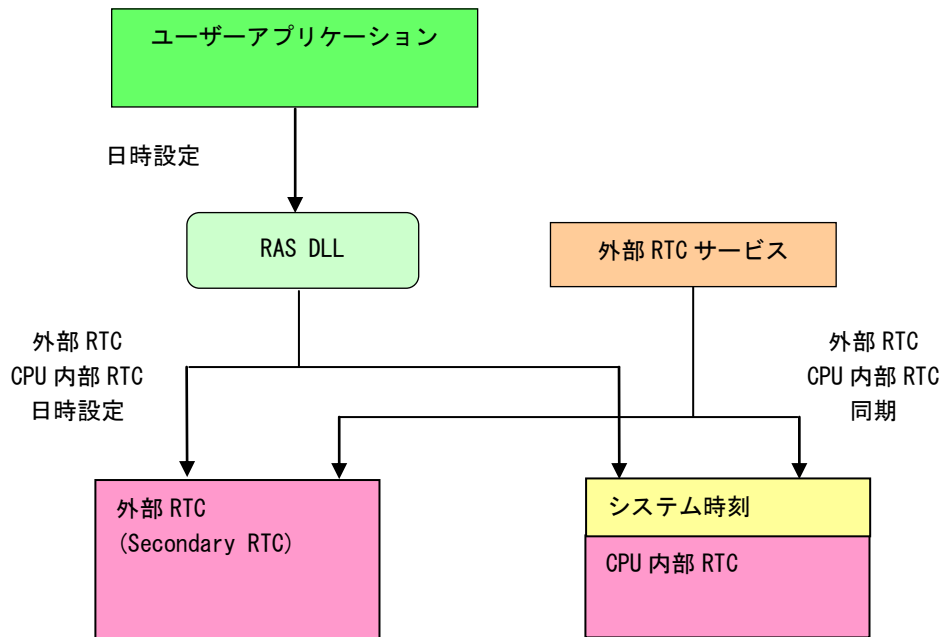 ユーザーアプリケーション
日時設定
RAS DLL
外部 RTC サービス
外部 RTC
CPU 内部 RTC
日時設定
外部 RTC
CPU 内部 RTC
同期
外部 RTC
(Secondary RTC)
システム時刻
CPU 内部 RTC